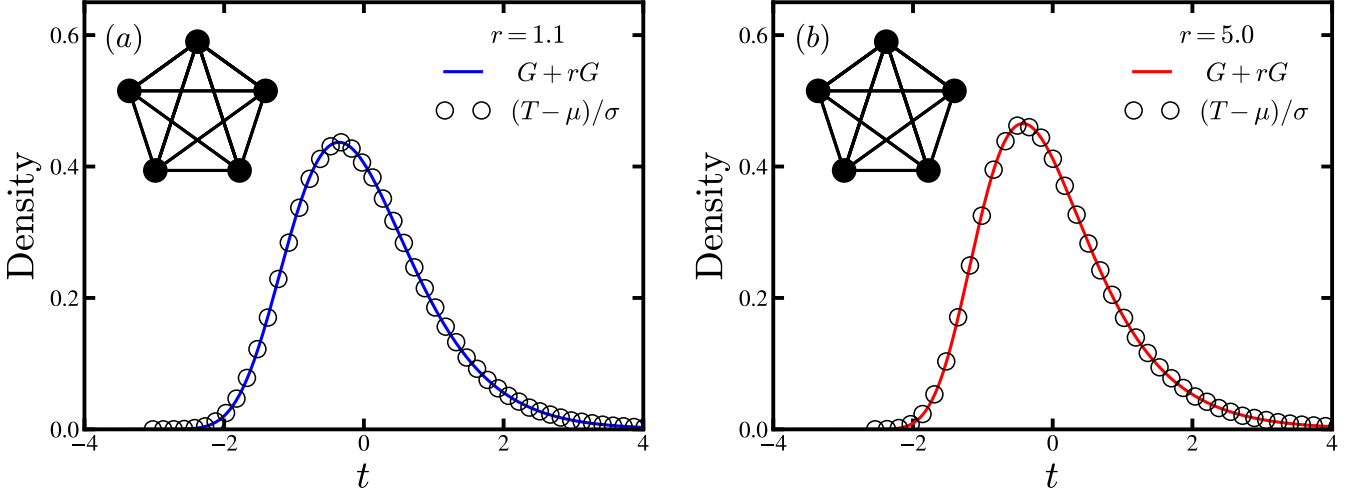 (a)
r = 1.1
G + rG
(T − μ)/σ
Density
0.6
0.4
0.2
0.0
−4
−2
0
2
4
t
(b)
r = 5.0
G + rG
(T − μ)/σ
Density
0.6
0.4
0.2
0.0
−4
−2
0
2
4
t